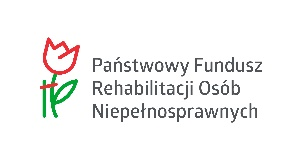 Państwowy Fundusz
Rehabilitacji Osób
Niepełnosprawnych